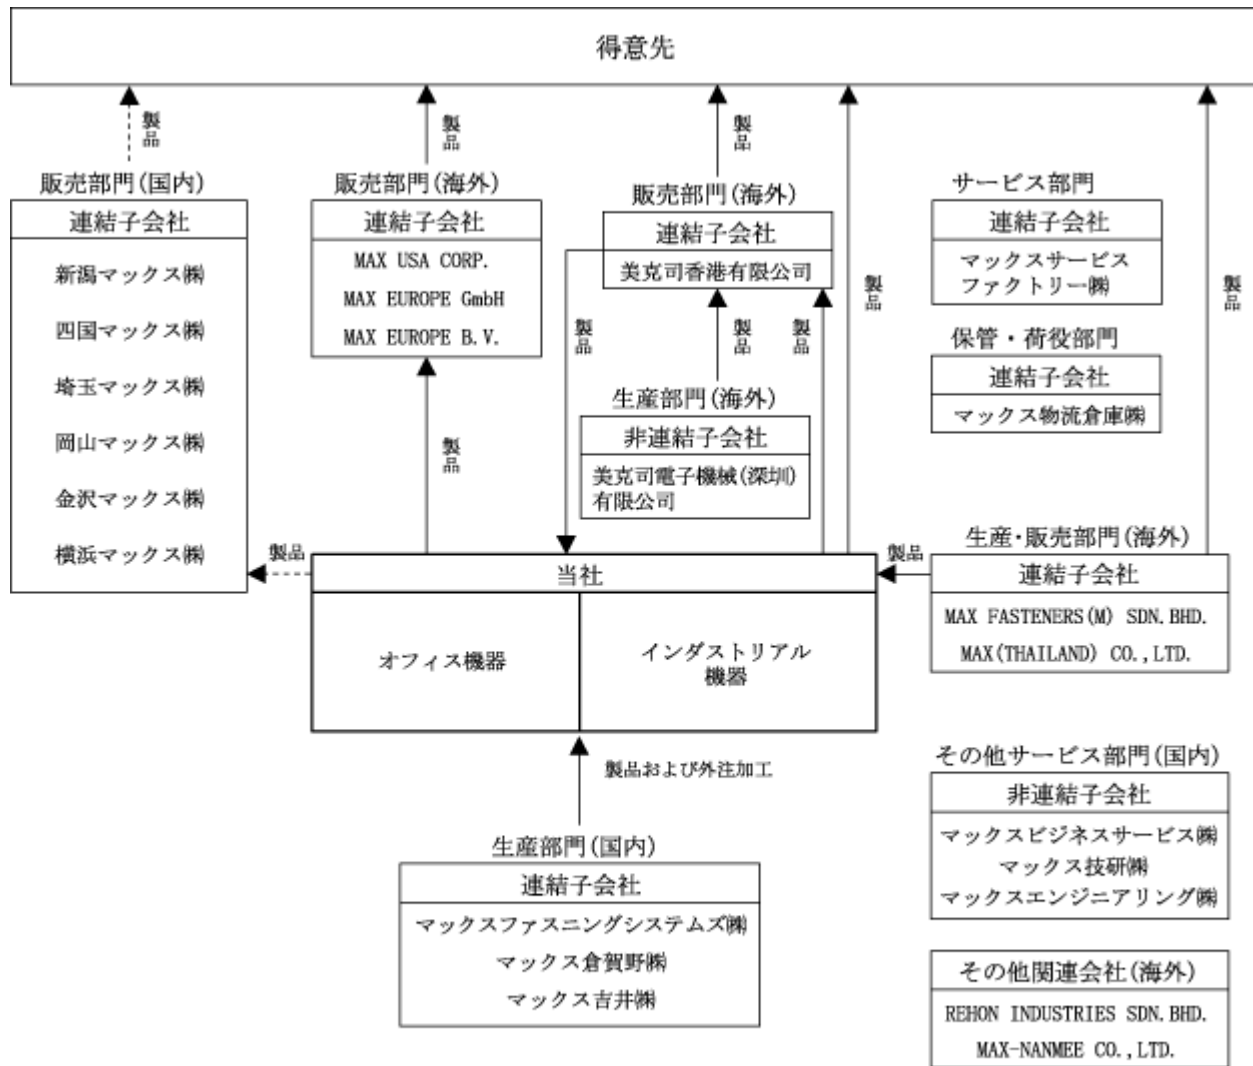 得意先
製品
製品
製品
製品
製品
販売部門(国内)
連結子会社
新潟マックス㈱
四国マックス㈱
埼玉マックス㈱
岡山マックス㈱
金沢マックス㈱
横浜マックス㈱
販売部門(海外)
連結子会社
MAX USA CORP.
MAX EUROPE GmbH
MAX EUROPE B.V.
販売部門(海外)
連結子会社
美克司香港有限公司
製品
製品
製品
生産部門(海外)
非連結子会社
美克司電子機械(深圳)
有限公司
サービス部門
連結子会社
マックスサービス
ファクトリー㈱
保管・荷役部門
連結子会社
マックス物流倉庫㈱
製品
製品
当社
オフィス機器
インダストリアル
機器
製品
生産・販売部門(海外)
連結子会社
MAX FASTENERS(M) SDN.BHD.
MAX(THAILAND) CO.,LTD.
製品および外注加工
生産部門(国内)
連結子会社
マックスファスニングシステムズ㈱
マックス倉賀野㈱
マックス吉井㈱
その他サービス部門(国内)
非連結子会社
マックスビジネスサービス㈱
マックス技研㈱
マックスエンジニアリング㈱
その他関連会社(海外)
REHON INDUSTRIES SDN.BHD.
MAX-NANMEE CO.,LTD.